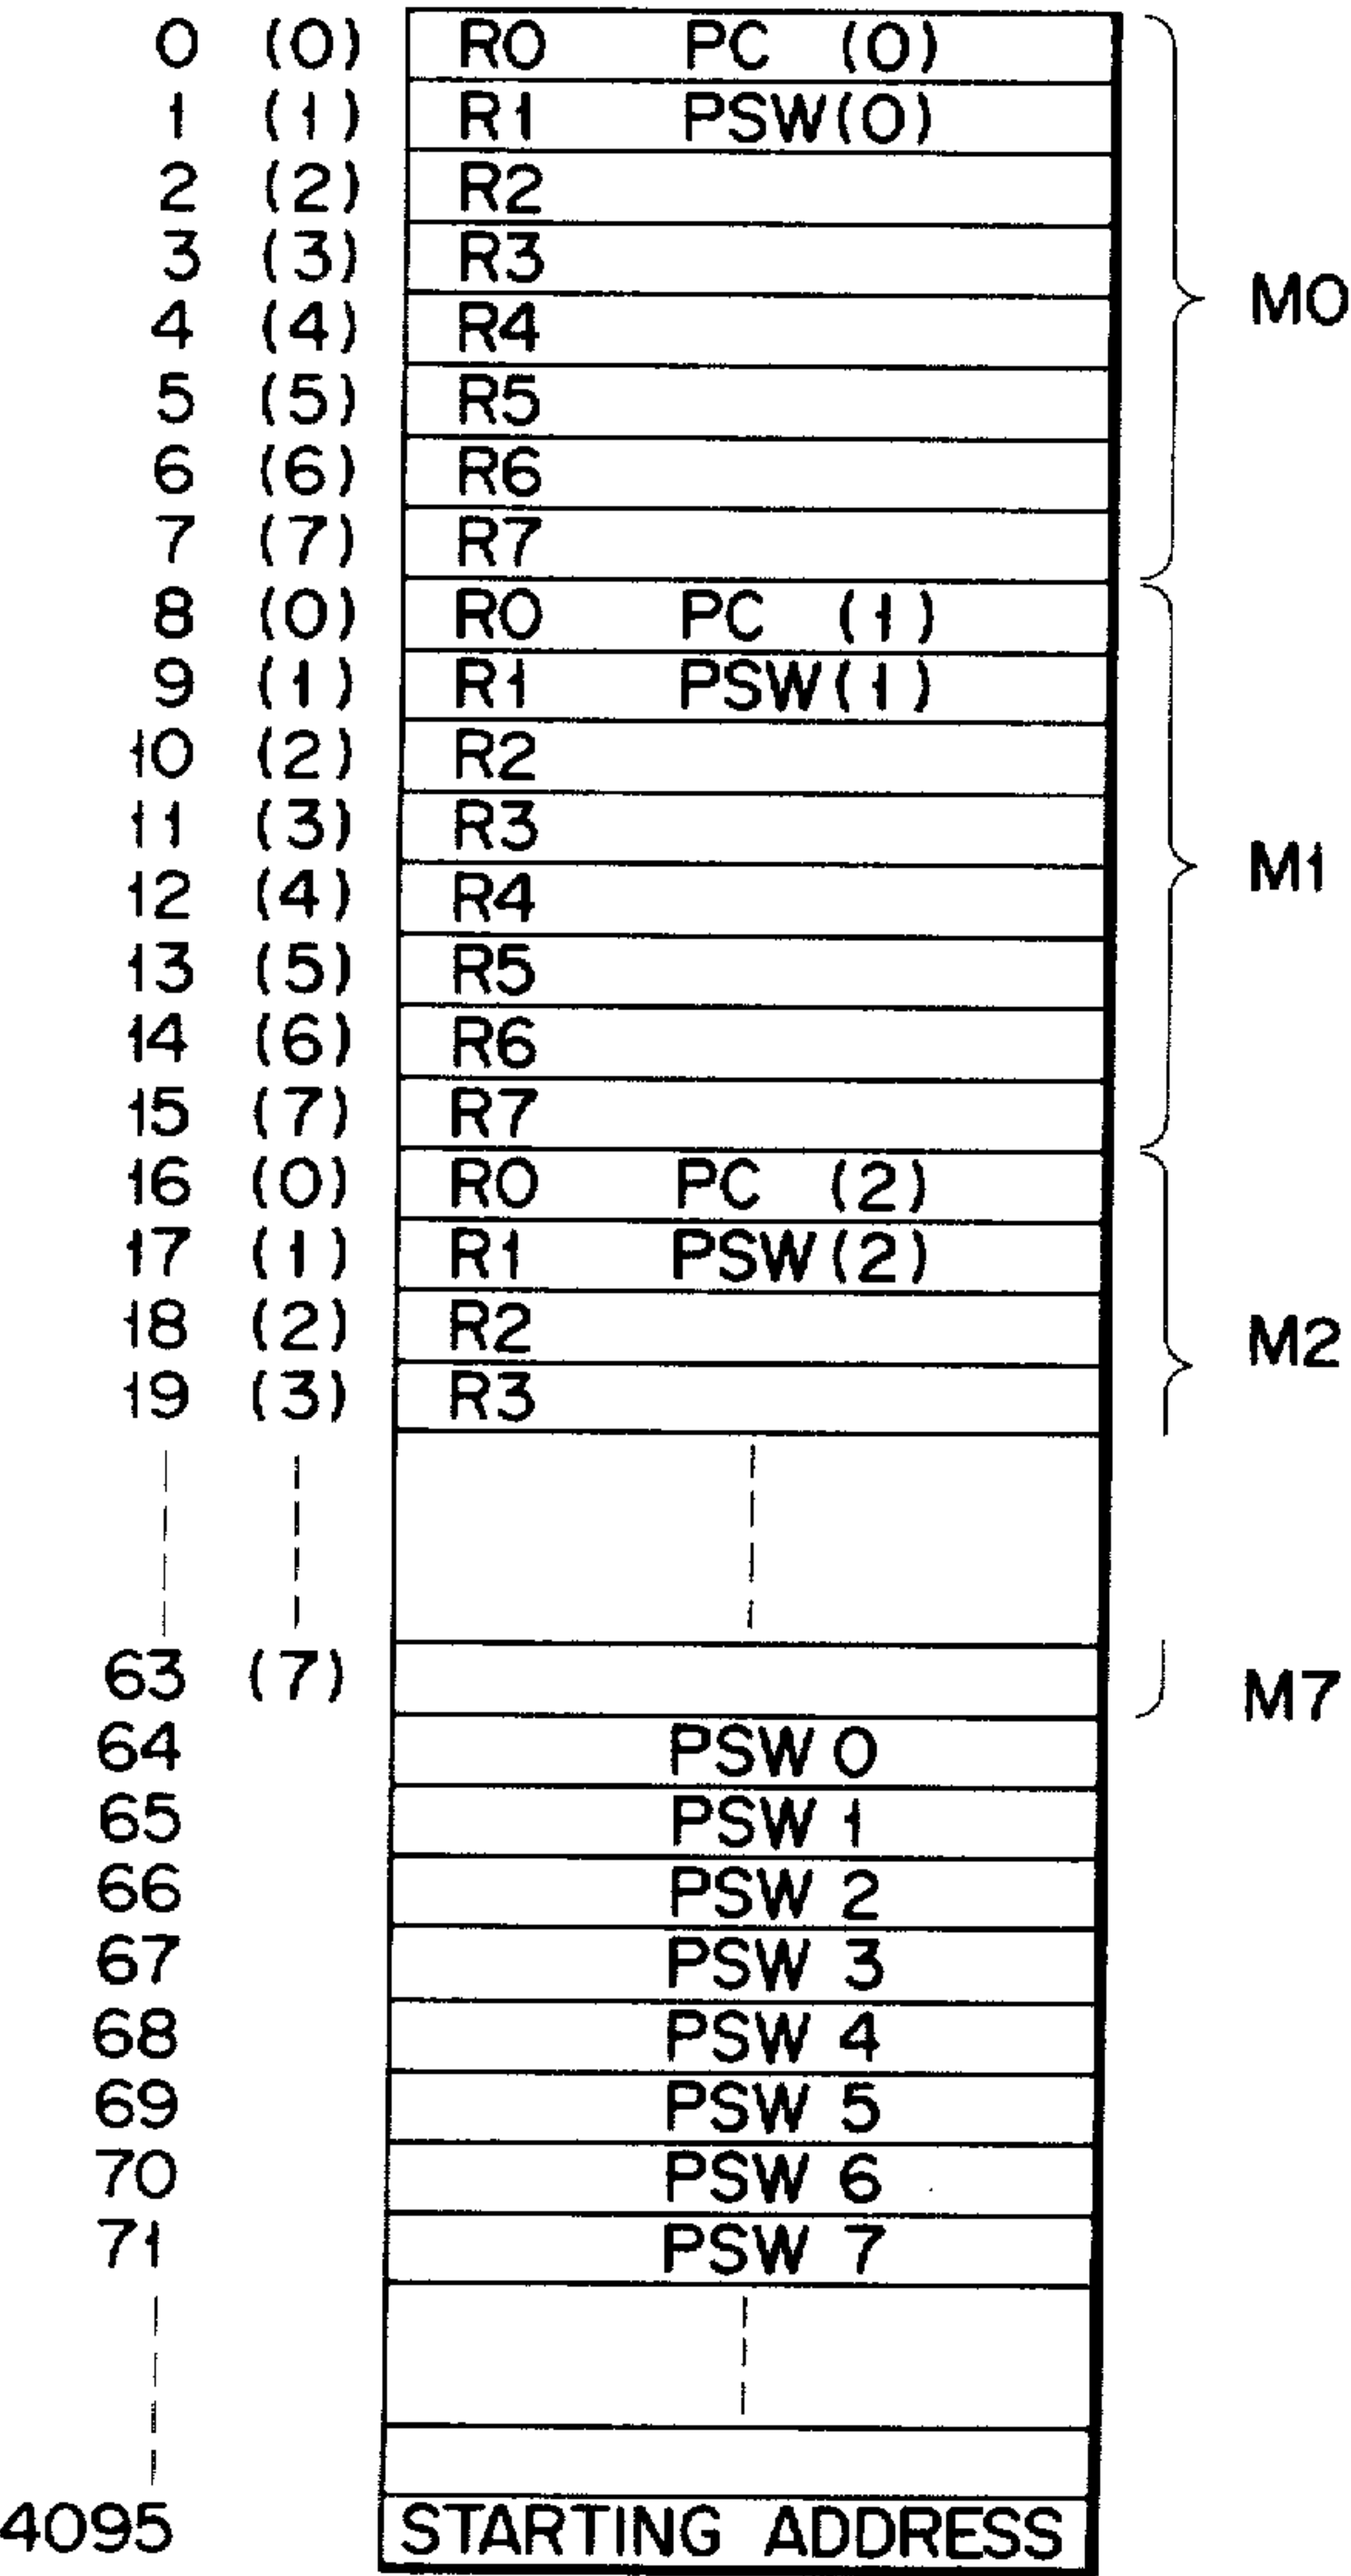 0 (0) R0 PC (0)
1 (1) R1 PSW(0)
2 (2) R2
3 (3) R3
4 (4) R4
M0
5 (5) R5
6 (6) R6
7 (7) R7
8 (0) R0 PC (1)
9 (1) R1 PSW(1)
10 (2) R2
11 (3) R3
12 (4) R4
M1
13 (5) R5
14 (6) R6
15 (7) R7
16 (0) R0 PC (2)
17 (1) R1 PSW(2)
18 (2) R2
M2
19 (3) R3
63 (7)
M7
64 PSW 0
65 PSW 1
66 PSW 2
67 PSW 3
68 PSW 4
69 PSW 5
70 PSW 6
71 PSW 7
4095 STARTING ADDRESS